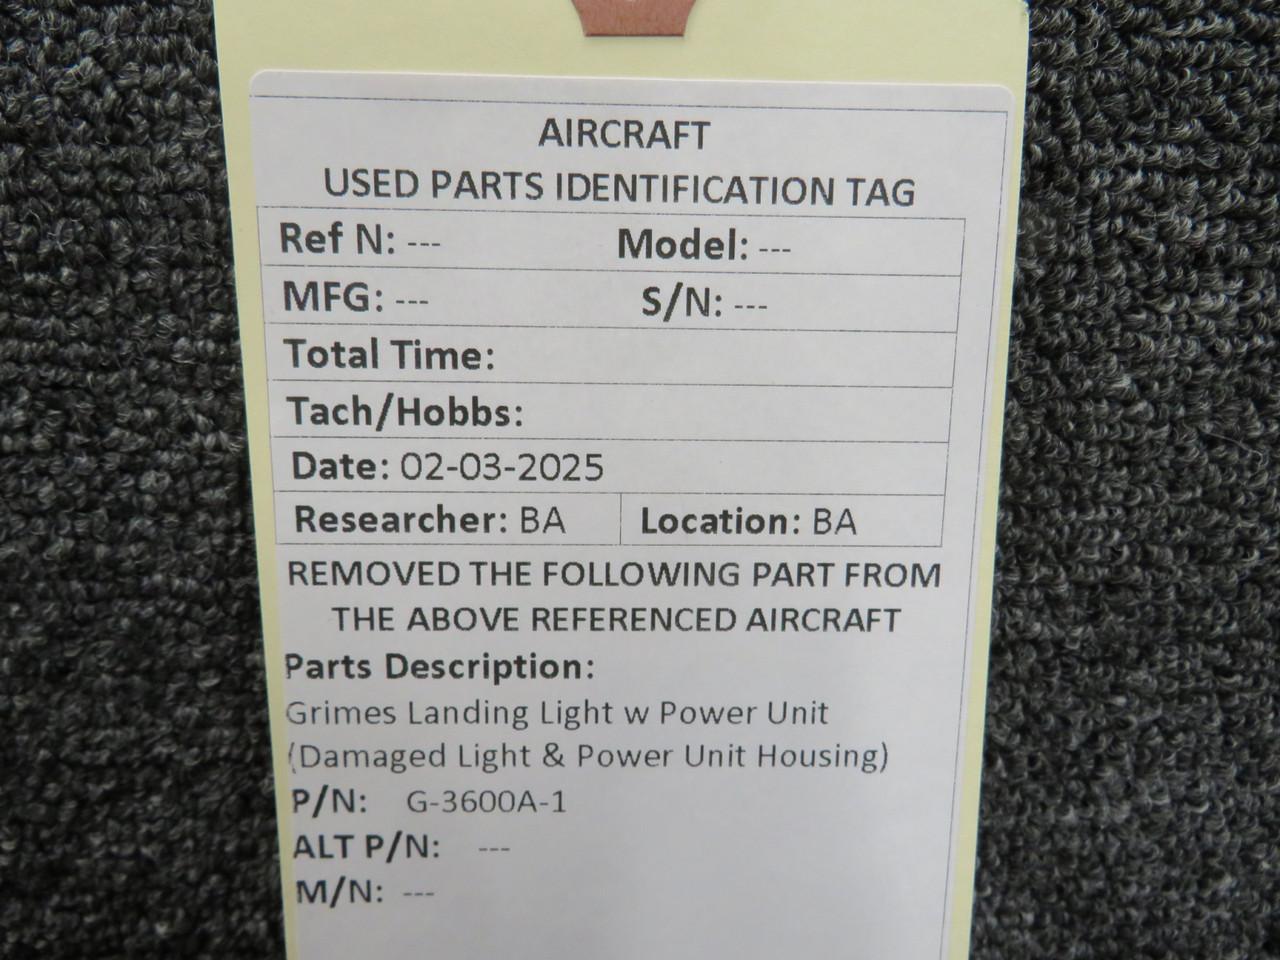 AIRCRAFT
USED PARTS IDENTIFICATION TAG
Ref N: --- Model: ---
MFG: --- S/N: ---
Total Time:
Tach/Hobbs:
Date: 02-03-2025
Researcher: BA Location: BA
REMOVED THE FOLLOWING PART FROM
THE ABOVE REFERENCED AIRCRAFT
Parts Description:
Grimes Landing Light w Power Unit
(Damaged Light & Power Unit Housing)
P/N: G-3600A-1
ALT P/N: ---
M/N: ---